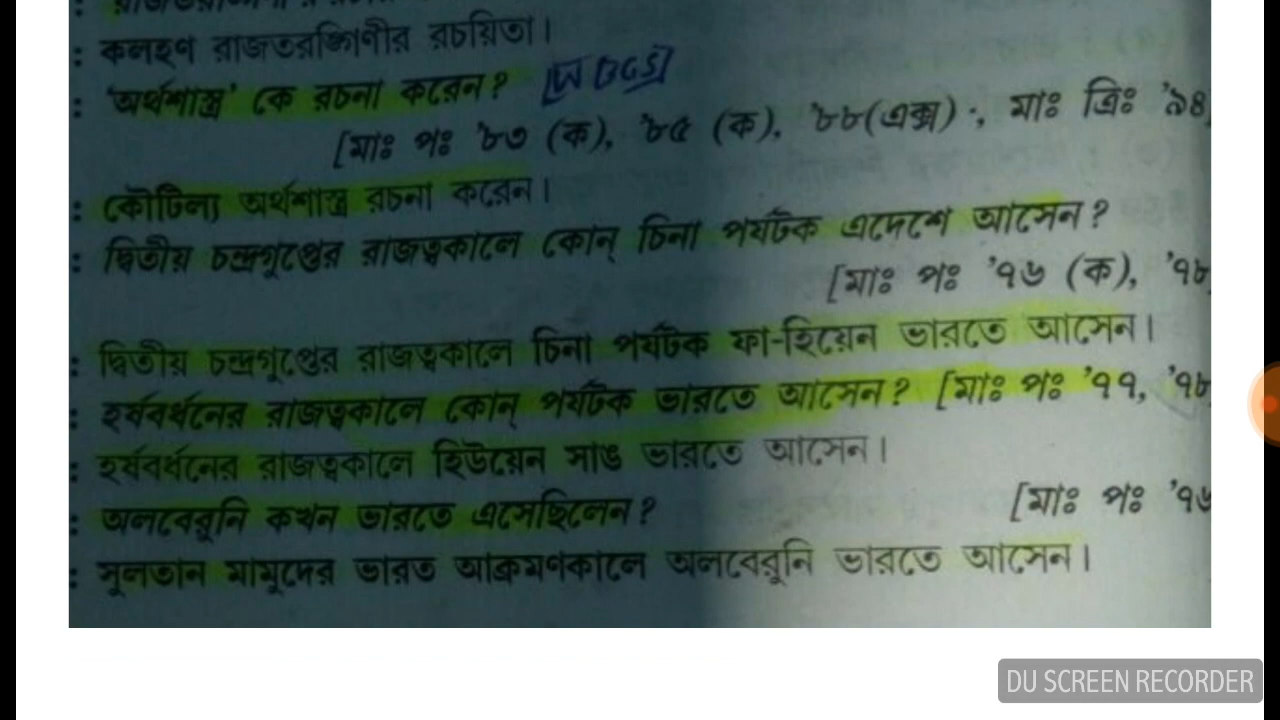 : কলহণ রাজতরঙ্গিণীর রচয়িতা।
: 'অর্থশাস্ত্র' কে রচনা করেন?
[মাঃ পঃ '৮৩ (ক), '৮৫ (ক), '৮৮(এক্স) ; মাঃ ত্রিঃ '৯৪]
: কৌটিল্য অর্থশাস্ত্র রচনা করেন।
: দ্বিতীয় চন্দ্রগুপ্তের রাজত্বকালে কোন্ চিনা পর্যটক এদেশে আসেন?
[মাঃ পঃ '৭৬ (ক), '৭৮
: দ্বিতীয় চন্দ্রগুপ্তের রাজত্বকালে চিনা পর্যটক ফা-হিয়েন ভারতে আসেন।
: হর্ষবর্ধনের রাজত্বকালে কোন্ পর্যটক ভারতে আসেন? [মাঃ পঃ '৭৭, '৭৮
: হর্ষবর্ধনের রাজত্বকালে হিউয়েন সাঙ ভারতে আসেন।
: অলবেরুনি কখন ভারতে এসেছিলেন? [মাঃ পঃ '৭৬
: সুলতান মামুদের ভারত আক্রমণকালে অলবেরুনি ভারতে আসেন।
DU SCREEN RECORDER